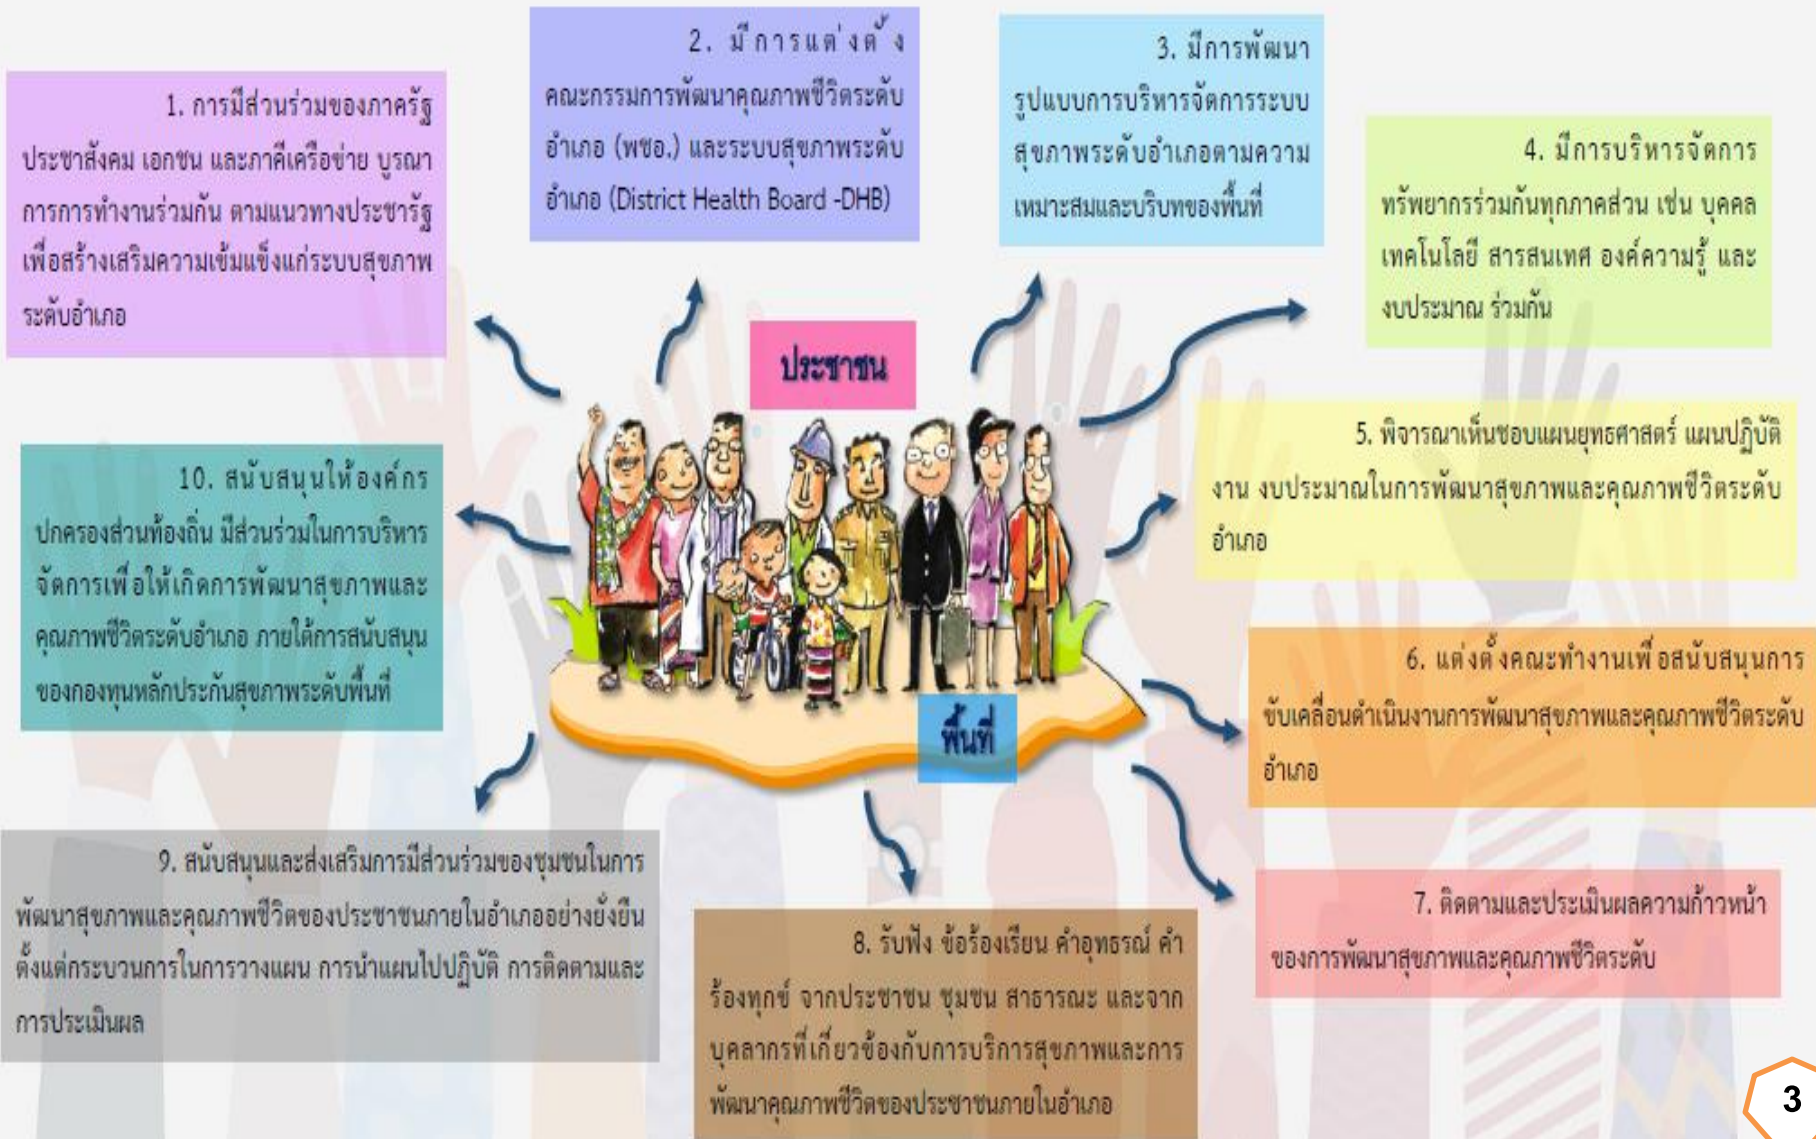 1. การมีส่วนร่วมของภาครัฐ
ประชาสังคม เอกชน และภาคีเครือข่าย บูรณา
การการทำงานร่วมกัน ตามแนวทางประชารัฐ
เพื่อสร้างเสริมความเข้มแข็งแก่ระบบสุขภาพ
ระดับอำเภอ
2. มีการแต่งตั้ง
คณะกรรมการพัฒนาคุณภาพชีวิตระดับ
อำเภอ (พชอ.) และระบบสุขภาพระดับ
อำเภอ (District Health Board -DHB)
3. มีการพัฒนา
รูปแบบการบริหารจัดการระบบ
สุขภาพระดับอำเภอตามความ
เหมาะสมและบริบทของพื้นที่
4. มีการบริหารจัดการ
ทรัพยากรร่วมกันทุกภาคส่วน เช่น บุคคล
เทคโนโลยี สารสนเทศ องค์ความรู้ และ
งบประมาณ ร่วมกัน
ประชาชน
5. พิจารณาเห็นชอบแผนยุทธศาสตร์ แผนปฏิบัติ
งาน งบประมาณในการพัฒนาสุขภาพและคุณภาพชีวิตระดับ
อำเภอ
6. แต่งตั้งคณะทำงานเพื่อสนับสนุนการ
ขับเคลื่อนดำเนินงานการพัฒนาสุขภาพและคุณภาพชีวิตระดับ
อำเภอ
พื้นที่
7. ติดตามและประเมินผลความก้าวหน้า
ของการพัฒนาสุขภาพและคุณภาพชีวิตระดับ
8. รับฟัง ข้อร้องเรียน คำอุทธรณ์ คำ
ร้องทุกข์ จากประชาชน ชุมชน สาธารณะ และจาก
บุคลากรที่เกี่ยวข้องกับการบริการสุขภาพและการ
พัฒนาคุณภาพชีวิตของประชาชนภายในอำเภอ
9. สนับสนุนและส่งเสริมการมีส่วนร่วมของชุมชนในการ
พัฒนาสุขภาพและคุณภาพชีวิตของประชาชนภายในอำเภออย่างยั่งยืน
ตั้งแต่กระบวนการในการวางแผน การนำแผนไปปฏิบัติ การติดตามและ
การประเมินผล
10. สนับสนุนให้องค์กร
ปกครองส่วนท้องถิ่น มีส่วนร่วมในการบริหาร
จัดการเพื่อให้เกิดการพัฒนาสุขภาพและ
คุณภาพชีวิตระดับอำเภอ ภายใต้การสนับสนุน
ของกองทุนหลักประกันสุขภาพระดับพื้นที่
3